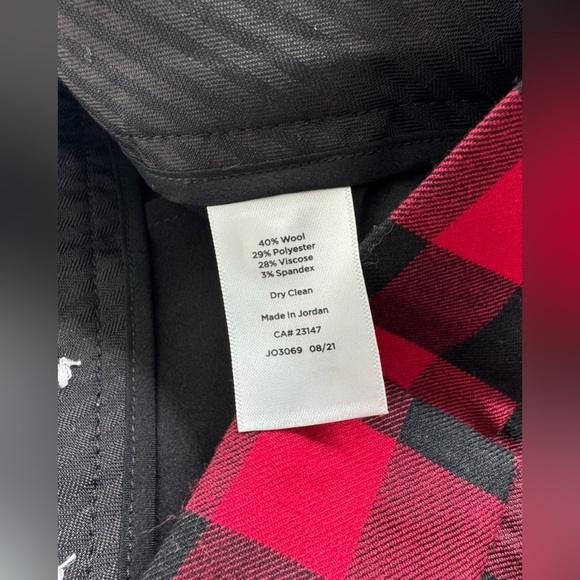 40% Wool
29% Polyester
28% Viscose
3% Spandex
Dry Clean
Made in Jordan
CA# 23147
JO3069 08/21